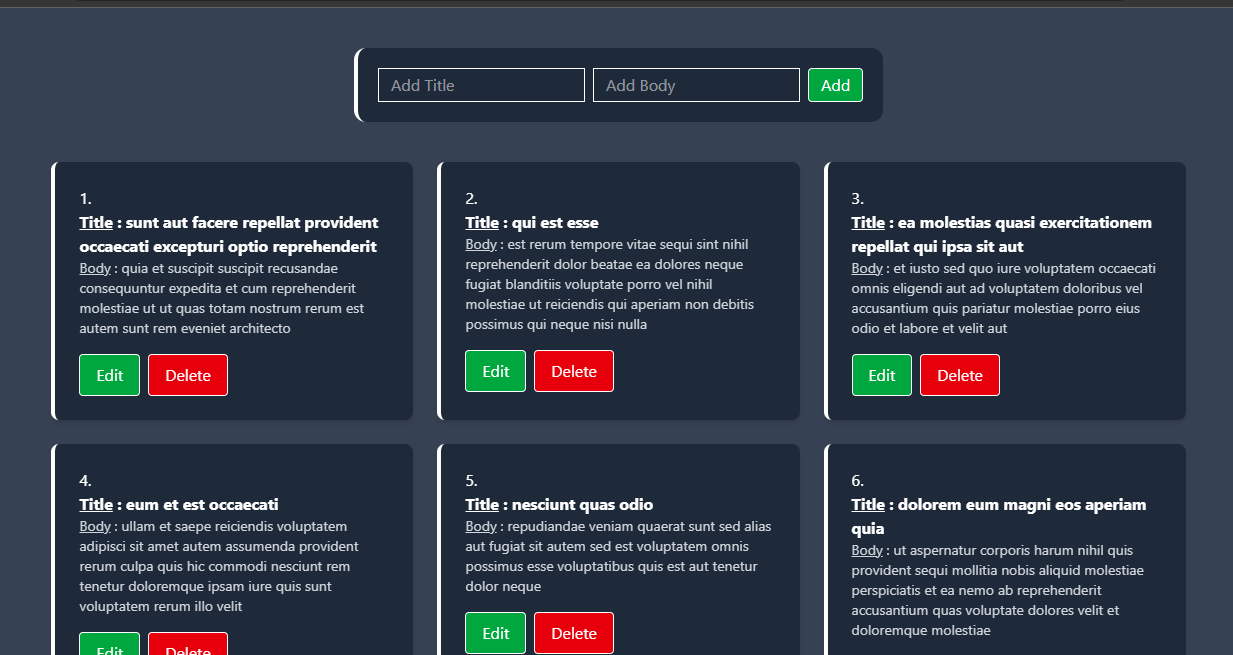 Add Title
Add Body
Add
1.
Title : sunt aut facere repellat provident
occaecati excepturi optio reprehenderit
Body : quia et suscipit suscipit recusandae
consequuntur expedita et cum reprehenderit
molestiae ut ut quas totam nostrum rerum est
autem sunt rem eveniet architecto
Edit
Delete
2.
Title : qui est esse
Body : est rerum tempore vitae sequi sint nihil
reprehenderit dolor beatae ea dolores neque
fugiat blanditiis voluptate porro vel nihil
molestiae ut reiciendis qui aperiam non debitis
possimus qui neque nisi nulla
Edit
Delete
3.
Title : ea molestias quasi exercitationem
repellat qui ipsa sit aut
Body : et iusto sed quo iure voluptatem occaecati
omnis eligendi aut ad voluptatem doloribus vel
accusantium quis pariatur molestiae porro eius
odio et labore et velit aut
Edit
Delete
4.
Title : eum et est occaecati
Body : ullam et saepe reiciendis voluptatem
adipisci sit amet autem assumenda provident
rerum culpa quis hic commodi nesciunt rem
tenetur doloremque ipsam iure quis sunt
voluptatem rerum illo velit
Edit
Delete
5.
Title : nesciunt quas odio
Body : repudiandae veniam quaerat sunt sed alias
aut fugiat sit autem sed est voluptatem omnis
possimus esse voluptatibus quis est aut tenetur
dolor neque
Edit
Delete
6.
Title : dolorem eum magni eos aperiam
quia
Body : ut aspernatur corporis harum nihil quis
provident sequi mollitia nobis aliquid molestiae
perspiciatis et ea nemo ab reprehenderit
accusantium quas voluptate dolores velit et
doloremque molestiae